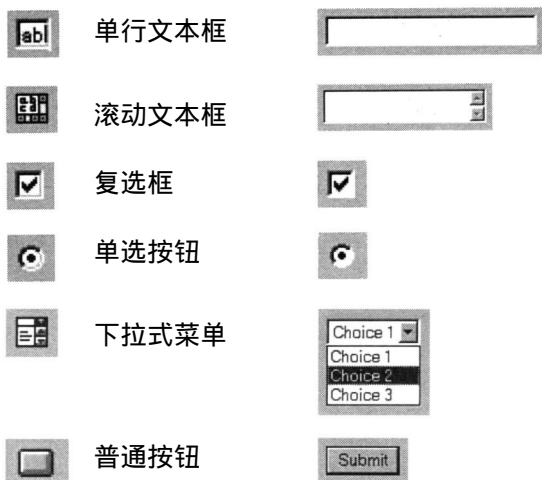 abl 单行文本框
滚动文本框
复选框
单选按钮
下拉式菜单 Choice 1
Choice 1
Choice 2
Choice 3
普通按钮 Submit